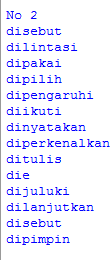 No 2
disebut
dilintasi
dipakai
dipilih
dipengaruhi
diikuti
dinyatakan
diperkenalkan
ditulis
die
dijuluki
dilanjutkan
disebut
dipimpin